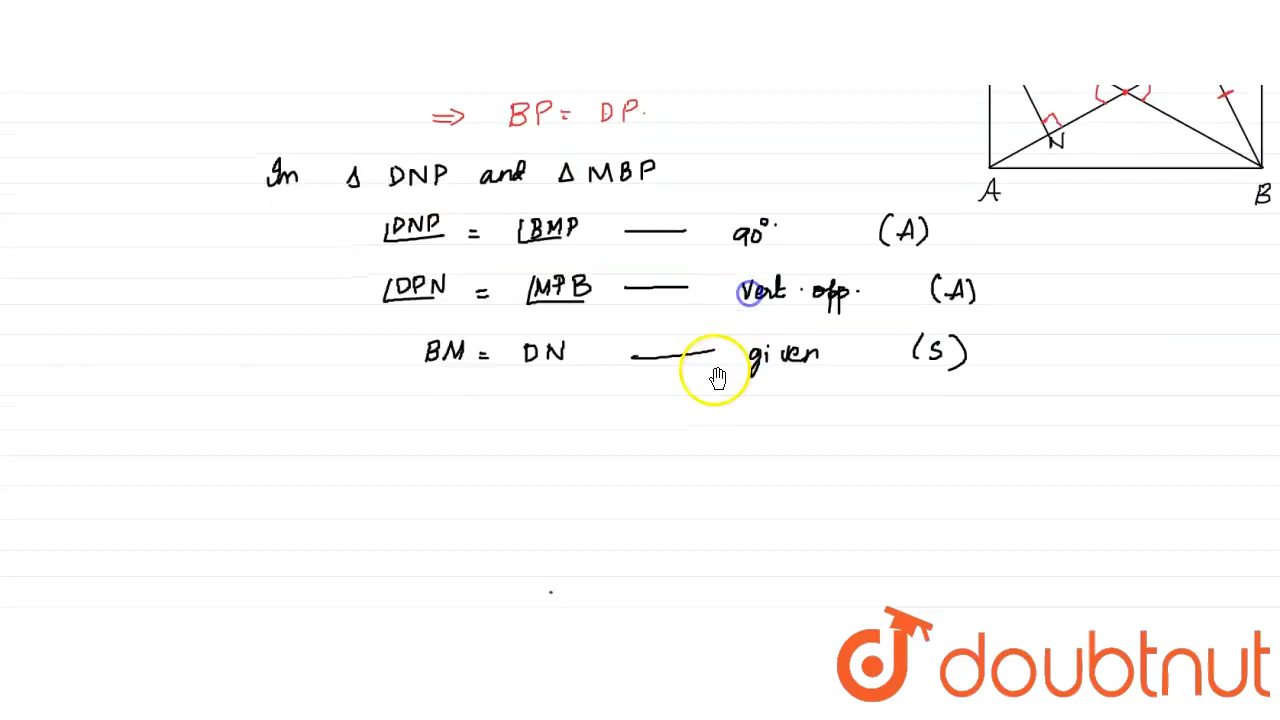 ⇒ BP = DP.
In Δ DNP and Δ MBP
N
A
B
∠DNP = ∠BMP —— 90°. (A)
∠DPN = ∠MPB —— Vert. opp. (A)
BM = DN —— given (S)
doubtnut